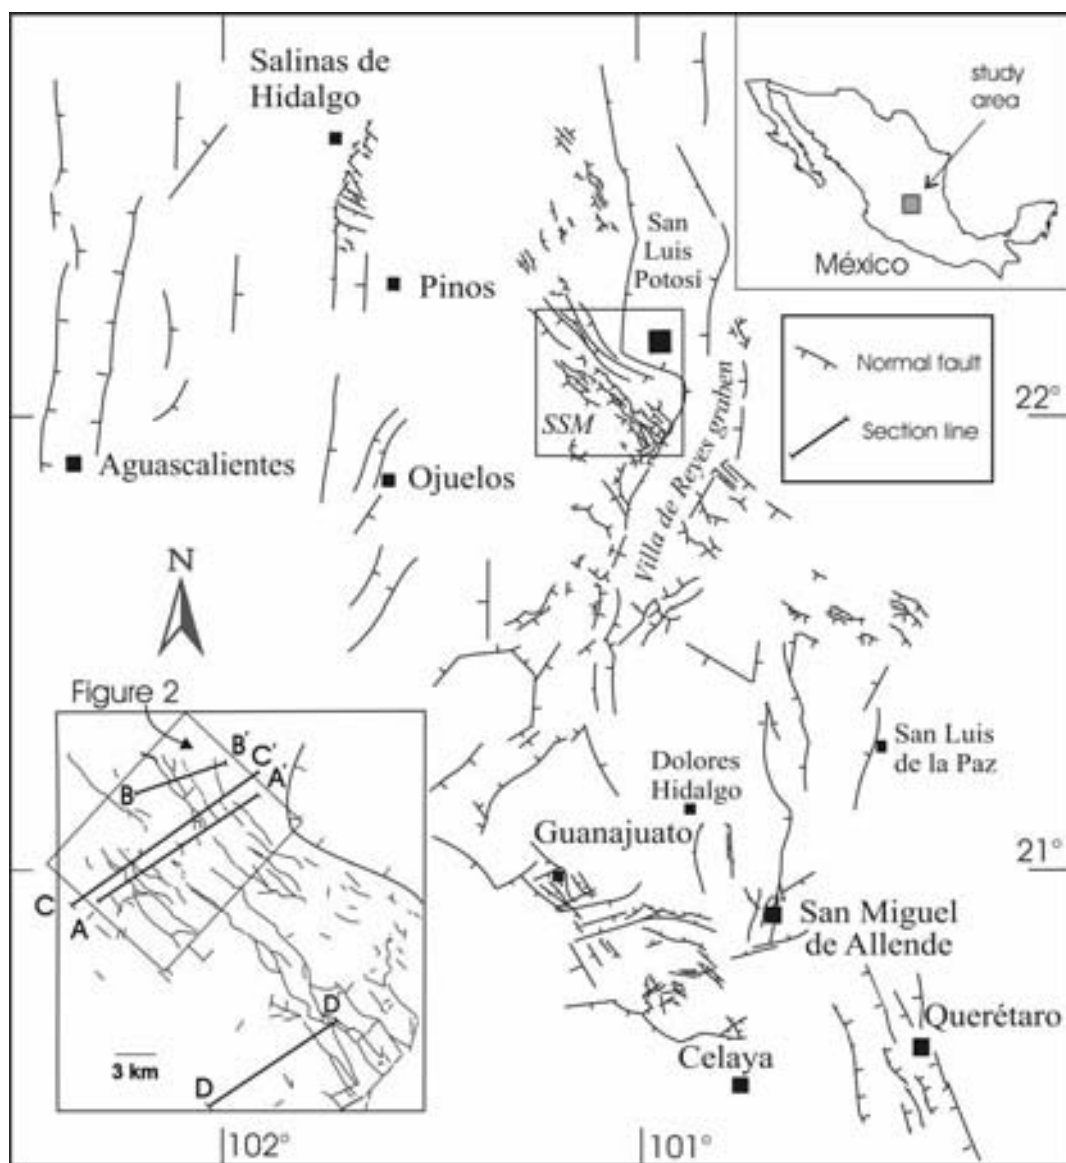 Salinas de
Hidalgo
study
area
México
San
Luis
Potosí
Pinos
Normal fault
Section line
22°
SSM
Villa de Reyes graben
Aguascalientes
Ojuelos
N
Figure 2
B'
C'
A'
B
C
A
D'
D
3 km
San Luis
de la Paz
Dolores
Hidalgo
Guanajuato
21°
San Miguel
de Allende
Querétaro
Celaya
102°
101°